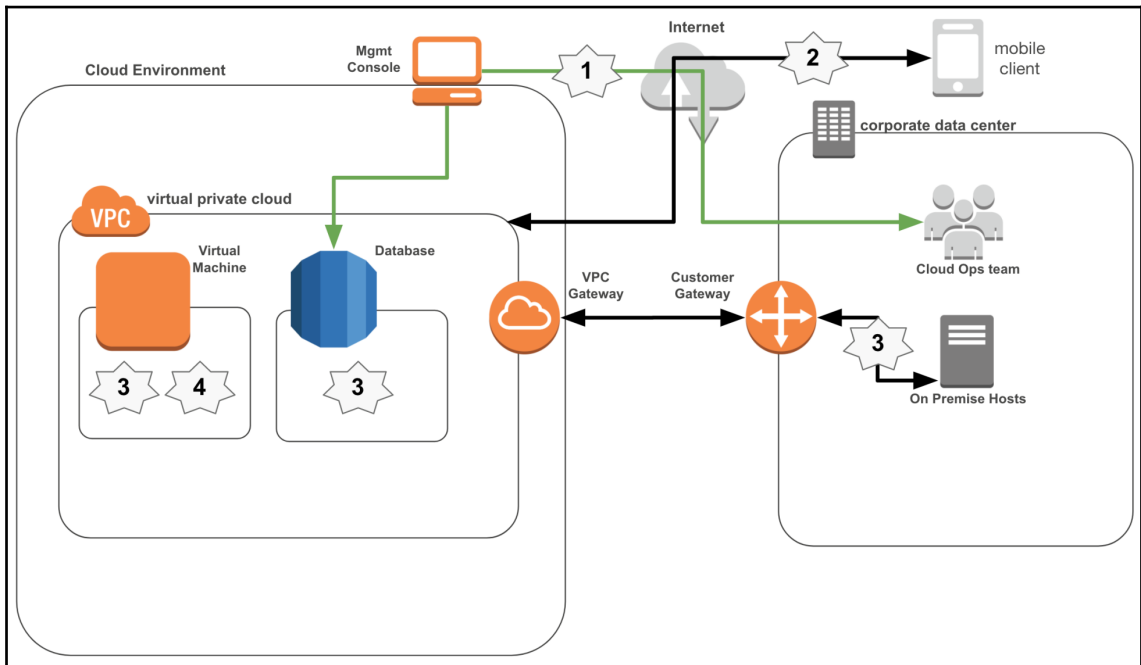 Internet
Mgmt
Console
1
2
mobile
client
Cloud Environment
corporate data center
VPC
virtual private cloud
Virtual
Machine
Database
Cloud Ops team
VPC
Gateway
Customer
Gateway
3
4
3
3
On Premise Hosts